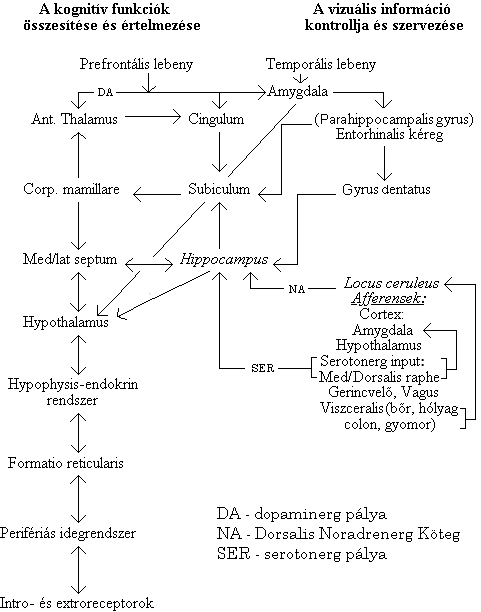 A kognitív funkciók
összesítése és értelmezése
A vizuális információ
kontrollja és szervezése
Prefrontális lebeny
Temporális lebeny
DA
Amygdala
Ant. Thalamus
Cingulum
(Parahippocampalis gyrus)
Entorhinalis kéreg
Corp. mamillare
Subiculum
Gyrus dentatus
Med/lat septum
Hippocampus
NA
Locus ceruleus
Afferensek:
Cortex:
Amygdala
Hypothalamus
Hypothalamus
SER
Serotonerg input:
Med/Dorsalis raphe
Gerincvelő, Vagus
Viszceralis(bőr, hólyag
colon, gyomor)
Hypophysis-endokrin
rendszer
Formatio reticularis
Perifériás idegrendszer
Intro- és extroreceptorok
DA - dopaminerg pálya
NA - Dorsalis Noradrenerg Köteg
SER - serotonerg pálya